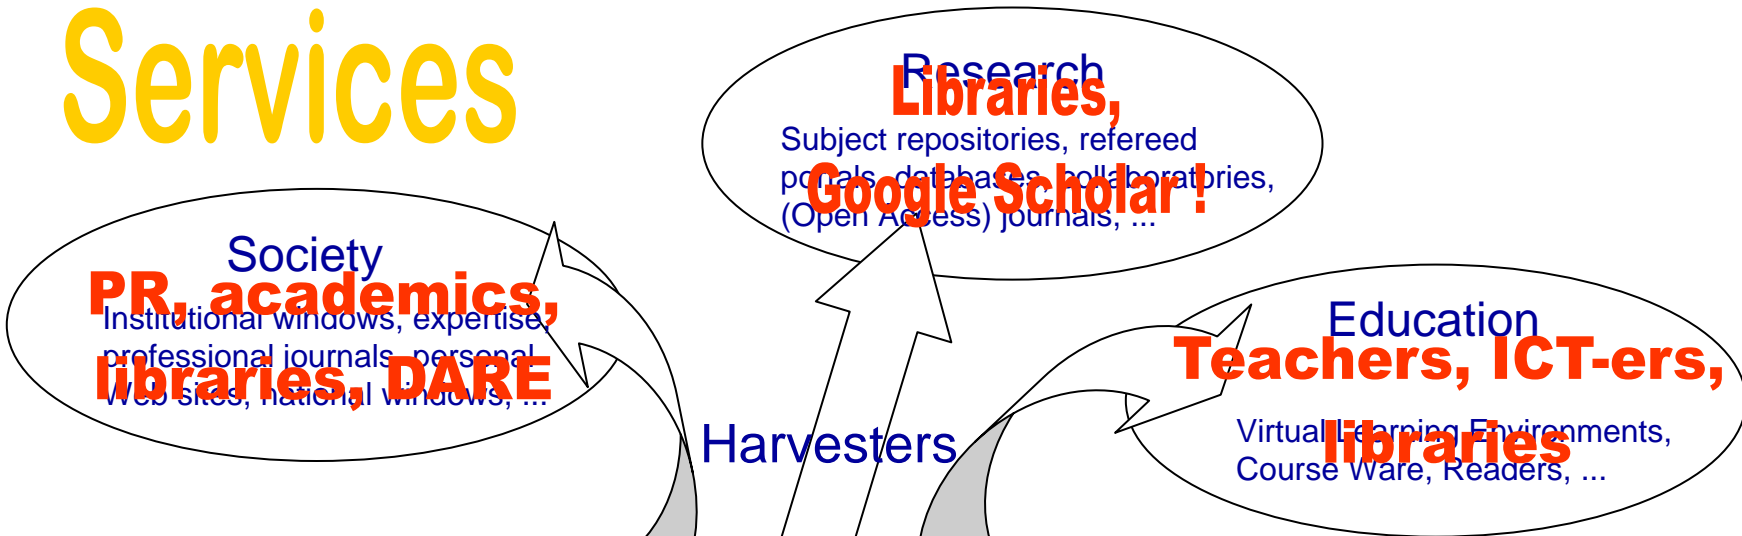 Services
Research
Libraries,
Subject repositories, refereed
portals, databases, collaboratories,
Google Scholar !
(Open Access) journals, ...
Society
PR, academics,
Institutional windows, expertise,
professional journals, personal
libraries, DARE
Web sites, national windows, ...
Education
Teachers, ICT-ers,
Virtual Learning Environments,
libraries
Course Ware, Readers, ...
Harvesters